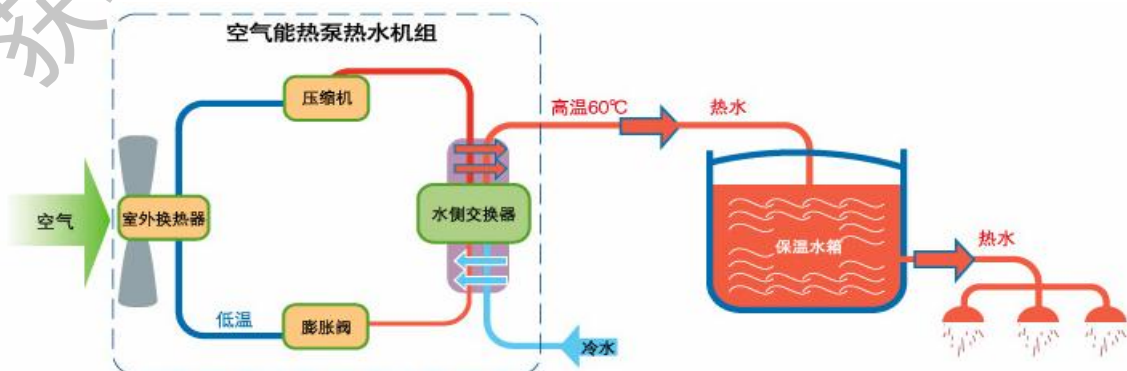 获
空气能热泵热水机组
压缩机
高温60℃
热水
空气
室外换热器
水侧交换器
保温水箱
热水
低温
膨胀阀
冷水